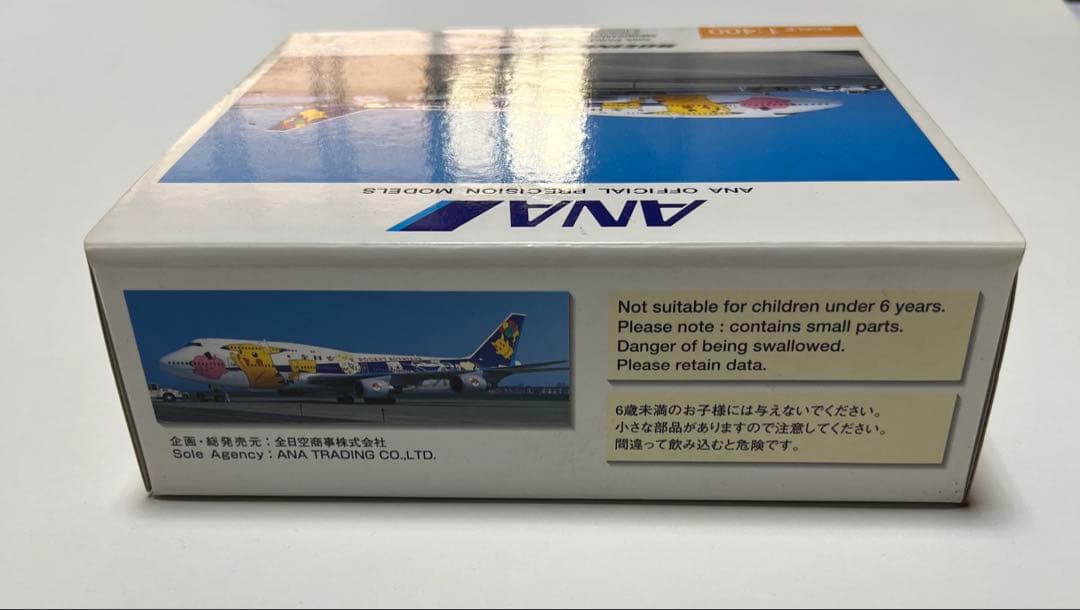 SCALE 1:400
BOEING
ANA OFFICIAL PRECISION MODELS
ANA
Not suitable for children under 6 years.
Please note : contains small parts.
Danger of being swallowed.
Please retain data.
6歳未満のお子様には与えないでください。
小さな部品がありますので注意してください。
間違って飲み込むと危険です。
企画・総発売元：全日空商事株式会社
Sole Agency : ANA TRADING CO.,LTD.